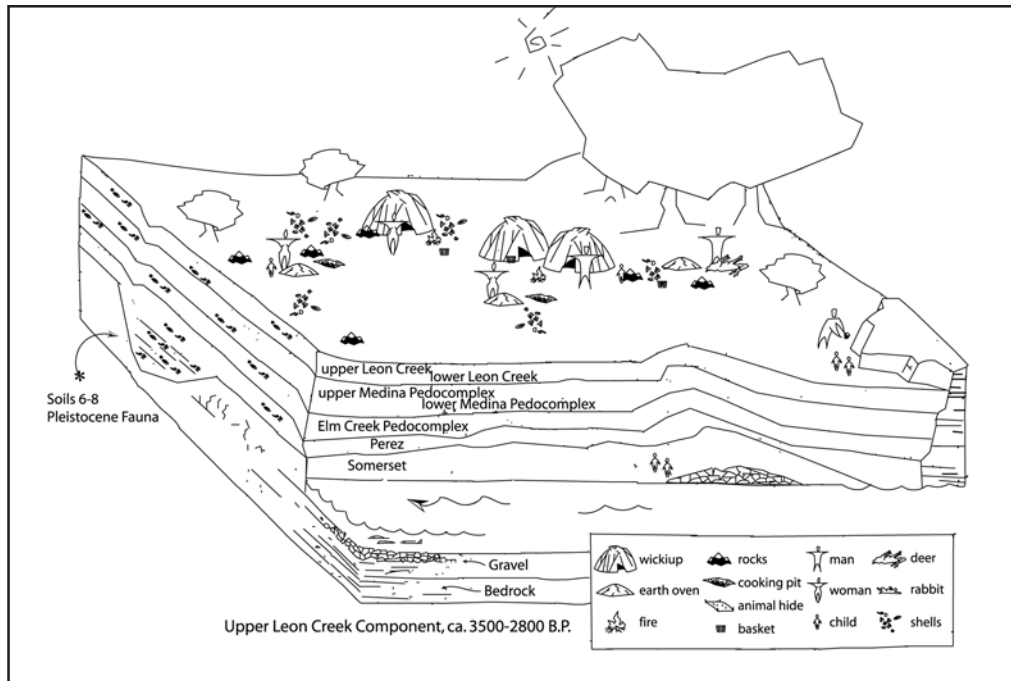 upper Leon Creek
lower Leon Creek
upper Medina Pedocomplex
lower Medina Pedocomplex
Elm Creek Pedocomplex
Perez
Somerset
*
Soils 6-8
Pleistocene Fauna
Gravel
Bedrock
Upper Leon Creek Component, ca. 3500-2800 B.P.
wickiup
rocks
man
deer
earth oven
cooking pit
woman
rabbit
animal hide
fire
basket
child
shells